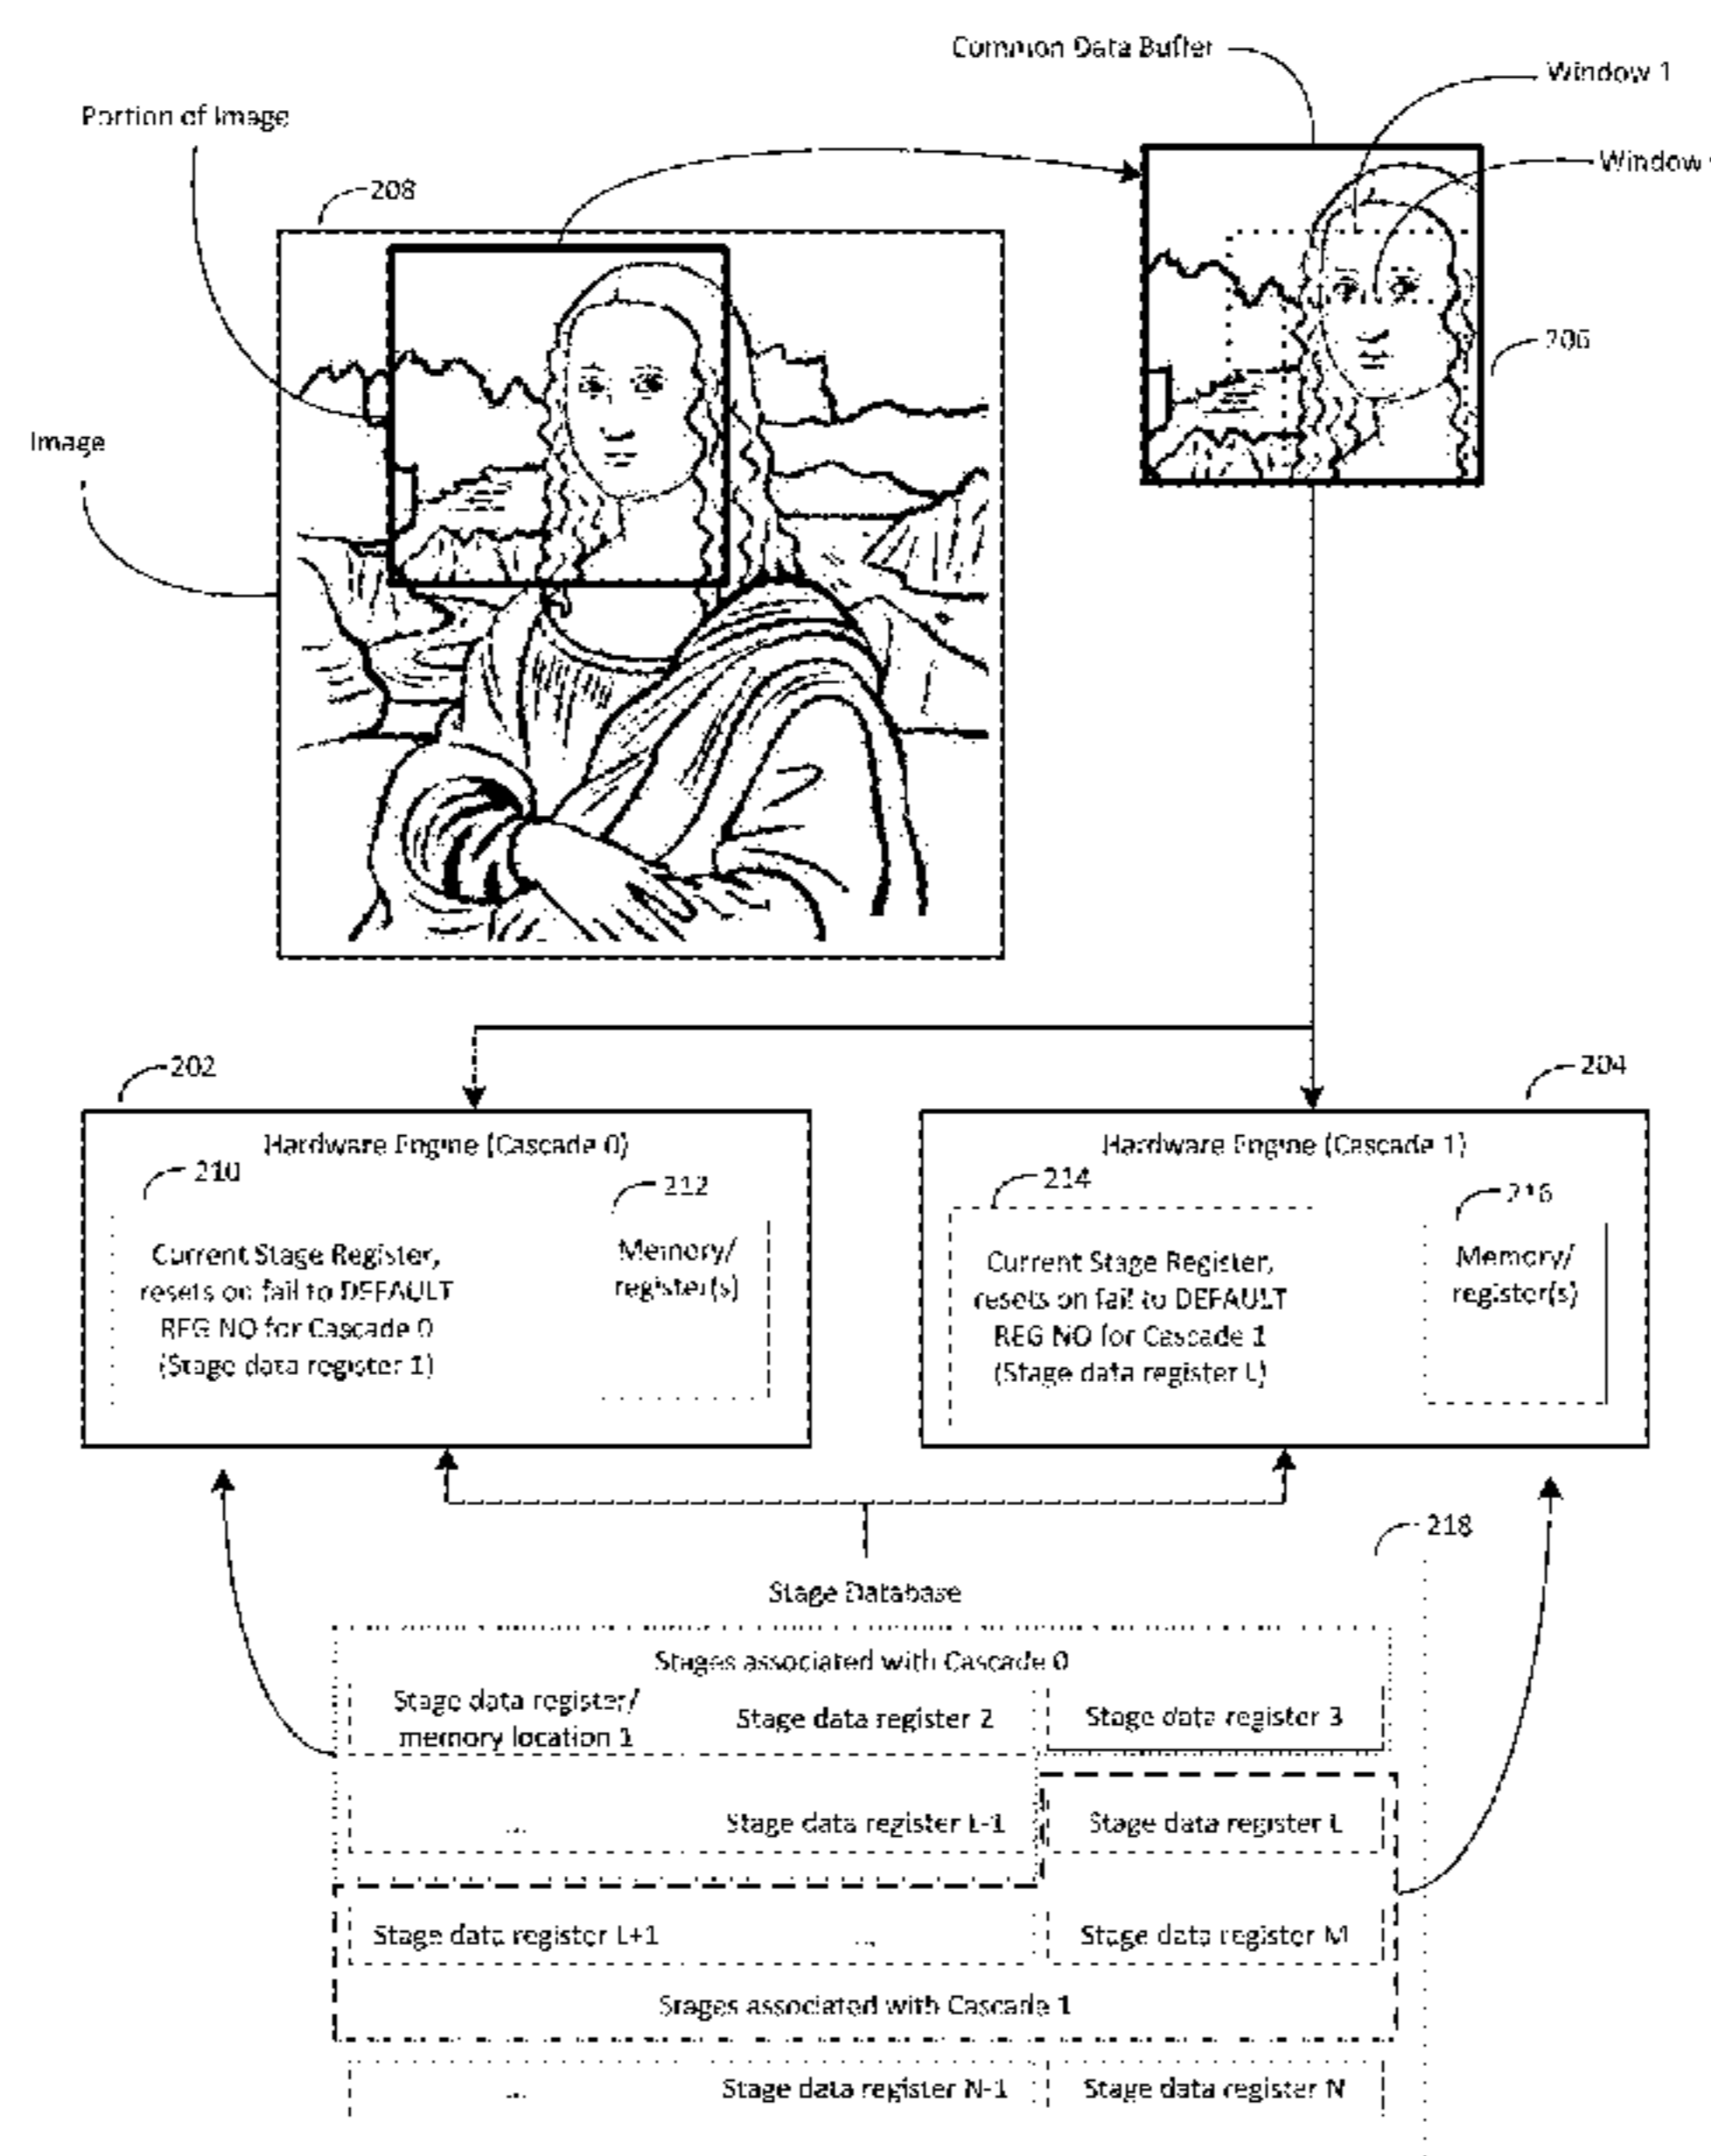 Common Data Buffer
Window 1
Window
Portion of Image
208
206
Image
202
204
Hardware Engine (Cascade 0)
210
212
Current Stage Register,
resets on fail to DEFAULT
REG NO for Cascade 0
(Stage data register 1)
Memory/
register(s)
Hardware Engine (Cascade 1)
214
216
Current Stage Register,
resets on fail to DEFAULT
REG NO for Cascade 1
(Stage data register L)
Memory/
register(s)
218
Stage Database
Stages associated with Cascade 0
Stage data register/
memory location 1
Stage data register 2
Stage data register 3
...
Stage data register L-1
Stage data register L
Stage data register L+1
...
Stage data register M
Stages associated with Cascade 1
...
Stage data register N-1
Stage data register N